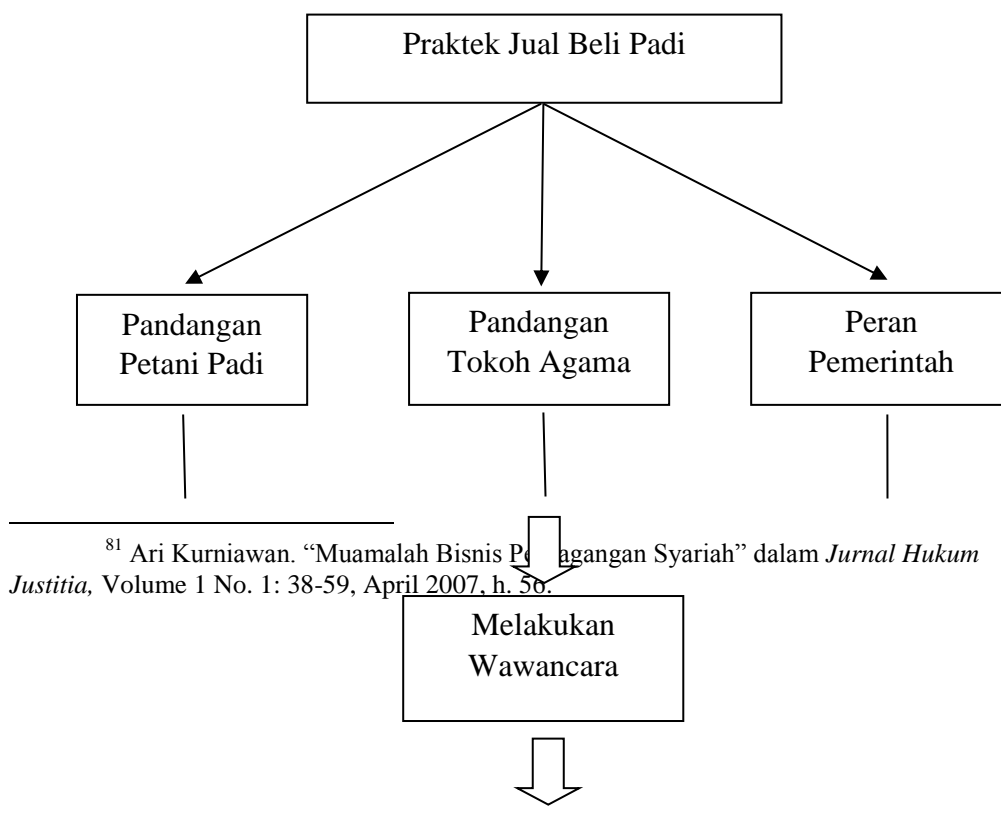 Praktek Jual Beli Padi
Pandangan
Petani Padi
Pandangan
Tokoh Agama
Peran
Pemerintah
81 Ari Kurniawan. “Muamalah Bisnis Perdagangan Syariah” dalam Jurnal Hukum
Justitia, Volume 1 No. 1: 38-59, April 2007, h. 56.
Melakukan
Wawancara